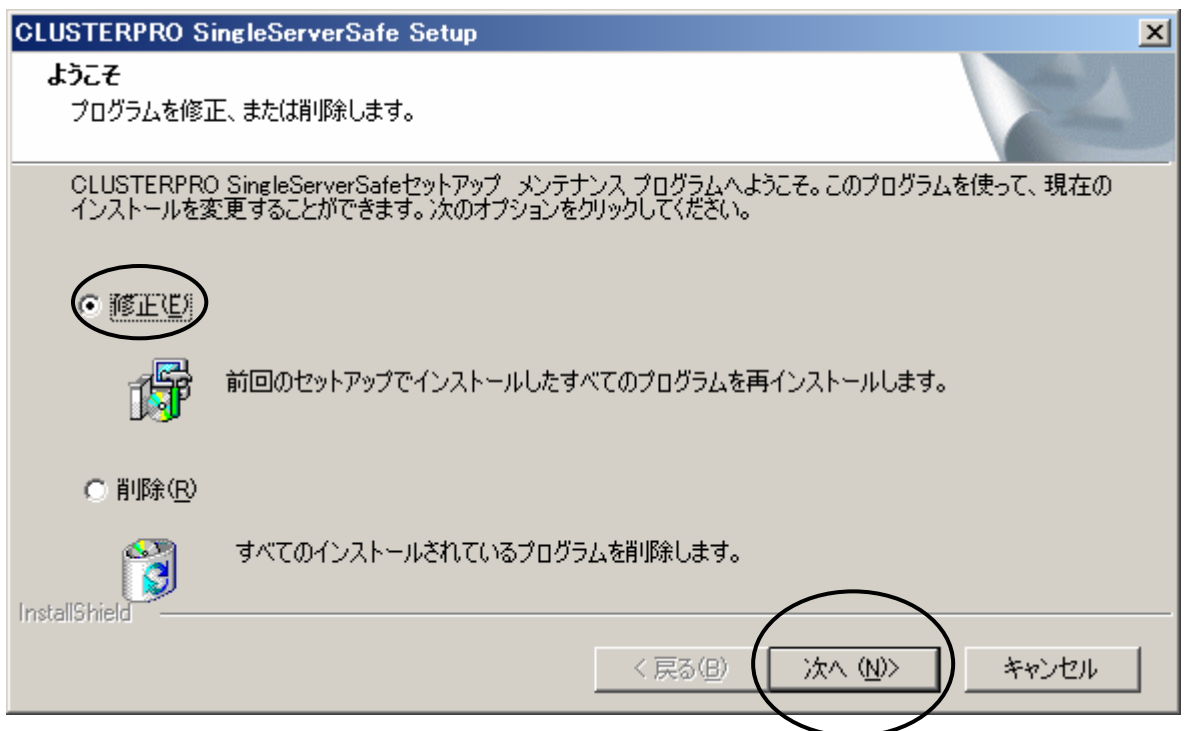 CLUSTERPRO SingleServerSafe Setup
ようこそ
プログラムを修正、または削除します。
CLUSTERPRO SingleServerSafeセットアップ メンテナンス プログラムへようこそ。このプログラムを使って、現在の
インストールを変更することができます。次のオプションをクリックしてください。
修正(E)
前回のセットアップでインストールしたすべてのプログラムを再インストールします。
削除(R)
すべてのインストールされているプログラムを削除します。
InstallShield
< 戻る(B)
次へ (N)>
キャンセル